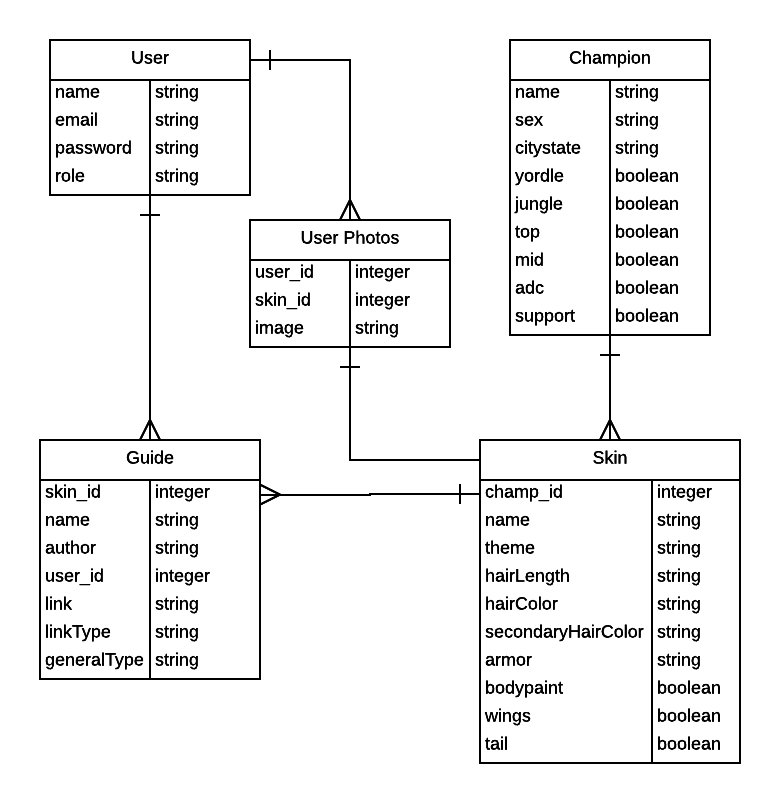 User
name string
email string
password string
role string
Champion
name string
sex string
citystate string
yordle boolean
jungle boolean
top boolean
mid boolean
adc boolean
support boolean
User Photos
user_id integer
skin_id integer
image string
Guide
skin_id integer
name string
author string
user_id integer
link string
linkType string
generalType string
Skin
champ_id integer
name string
theme string
hairLength string
hairColor string
secondaryHairColor string
armor string
bodypaint boolean
wings boolean
tail boolean